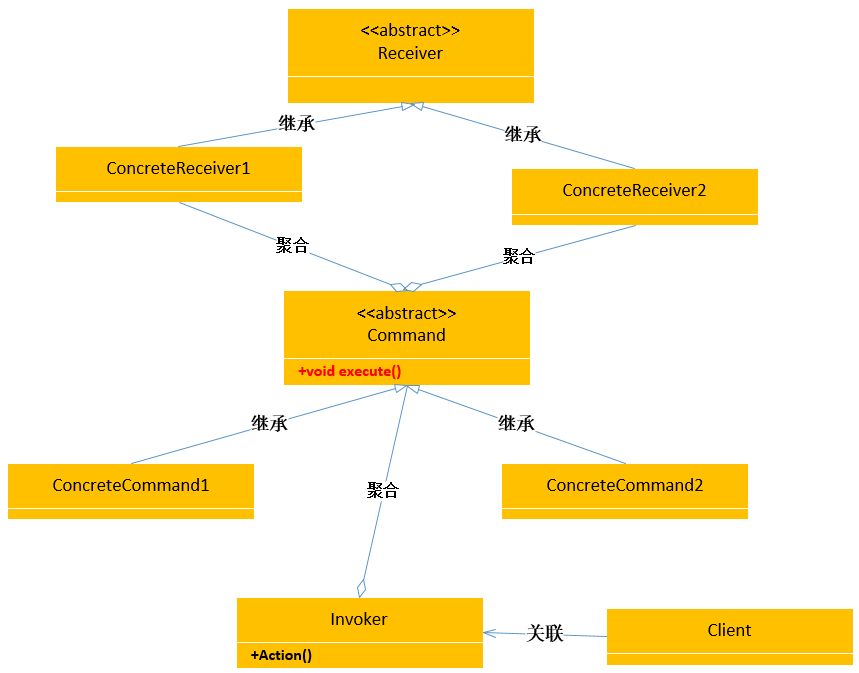 <<abstract>>
Receiver
继承
继承
ConcreteReceiver1
ConcreteReceiver2
聚合
聚合
<<abstract>>
Command
+void execute()
继承
继承
ConcreteCommand1
ConcreteCommand2
聚合
Invoker
+Action()
关联
Client